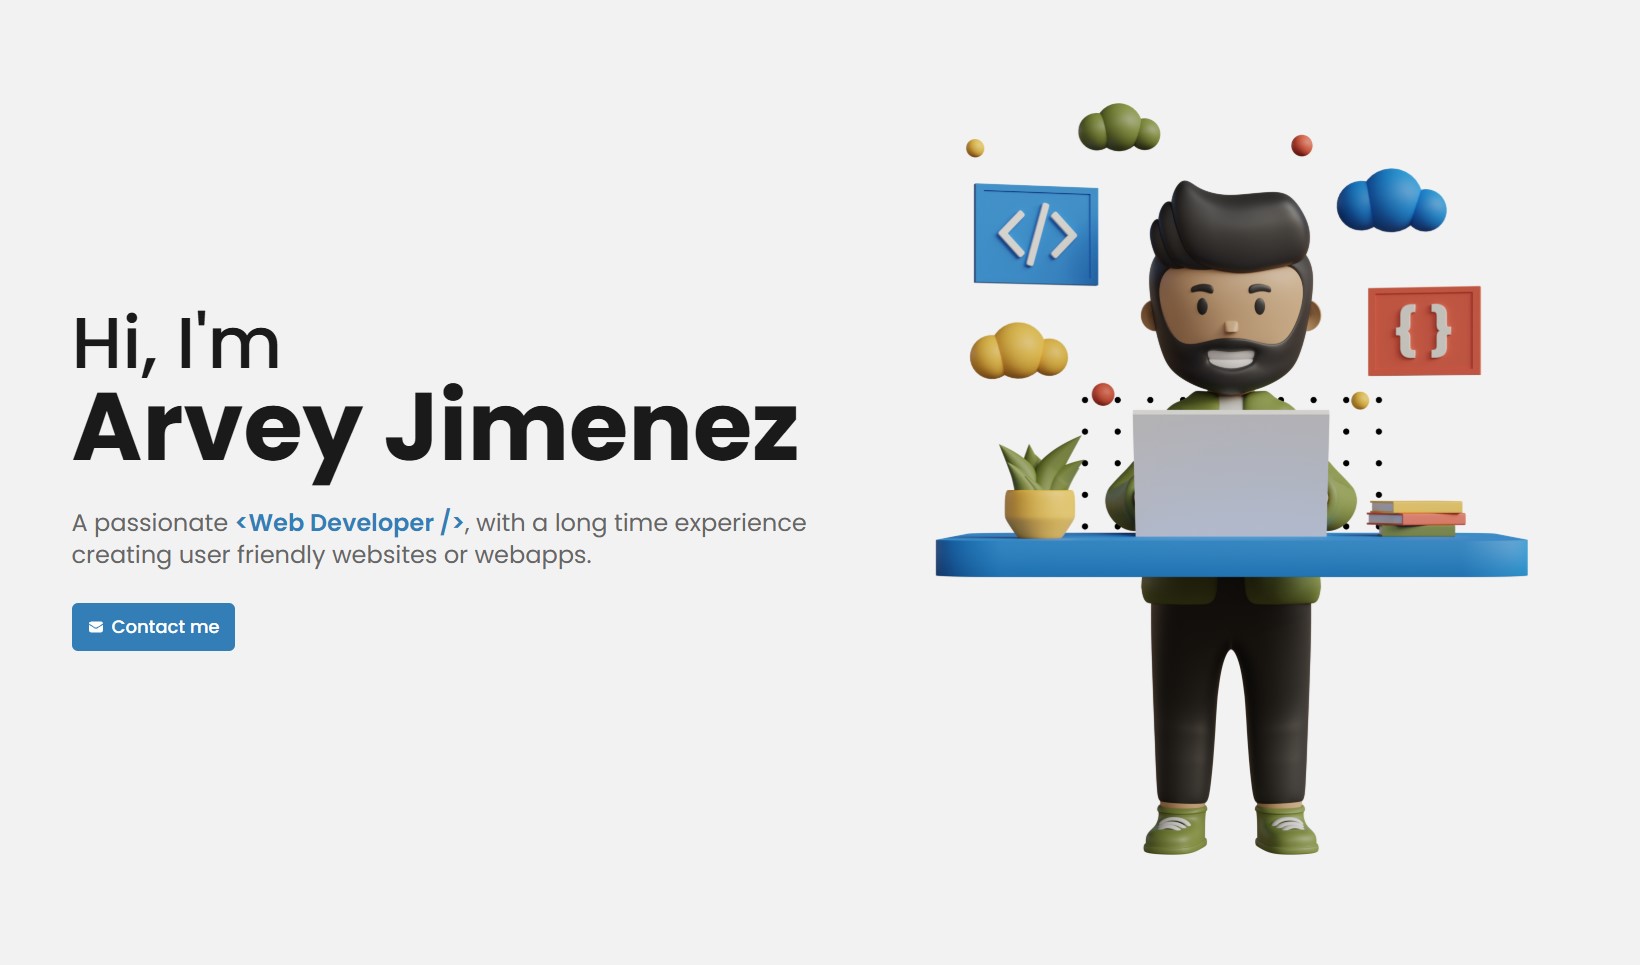 Hi, I'm
Arvey Jimenez
A passionate <Web Developer />, with a long time experience
creating user friendly websites or webapps.
Contact me
</>
{ }